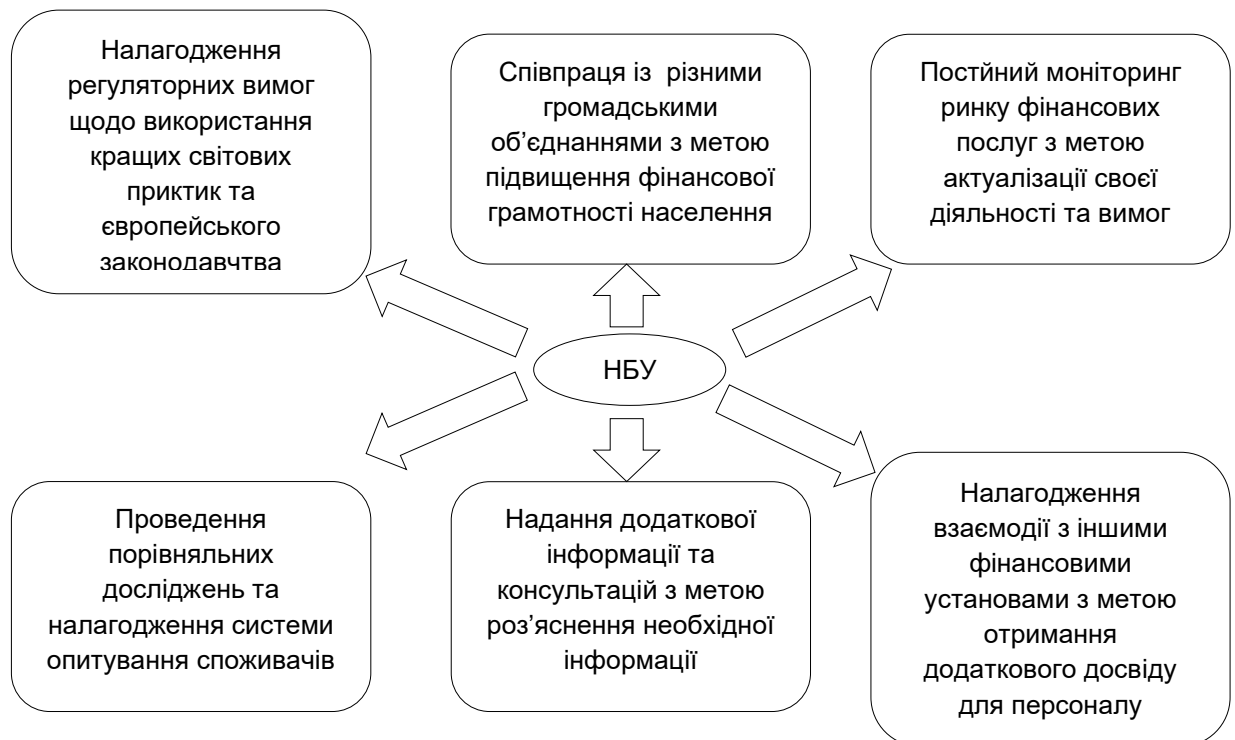 Налагодження
регуляторних вимог
щодо використання
кращих світових
приктик та
європейського
законодавчтва
Співпраця із різними
громадськими
об’єднаннями з метою
підвищення фінансової
грамотності населення
Постйний моніторинг
ринку фінансових
послуг з метою
актуалізації своєї
діяльності та вимог
НБУ
Проведення
порівняльних
досліджень та
налагодження системи
опитування споживачів
Надання додаткової
інформації та
консультацій з метою
роз’яснення необхідної
інформації
Налагодження
взаємодії з іншими
фінансовими
установами з метою
отримання
додаткового досвіду
для персоналу